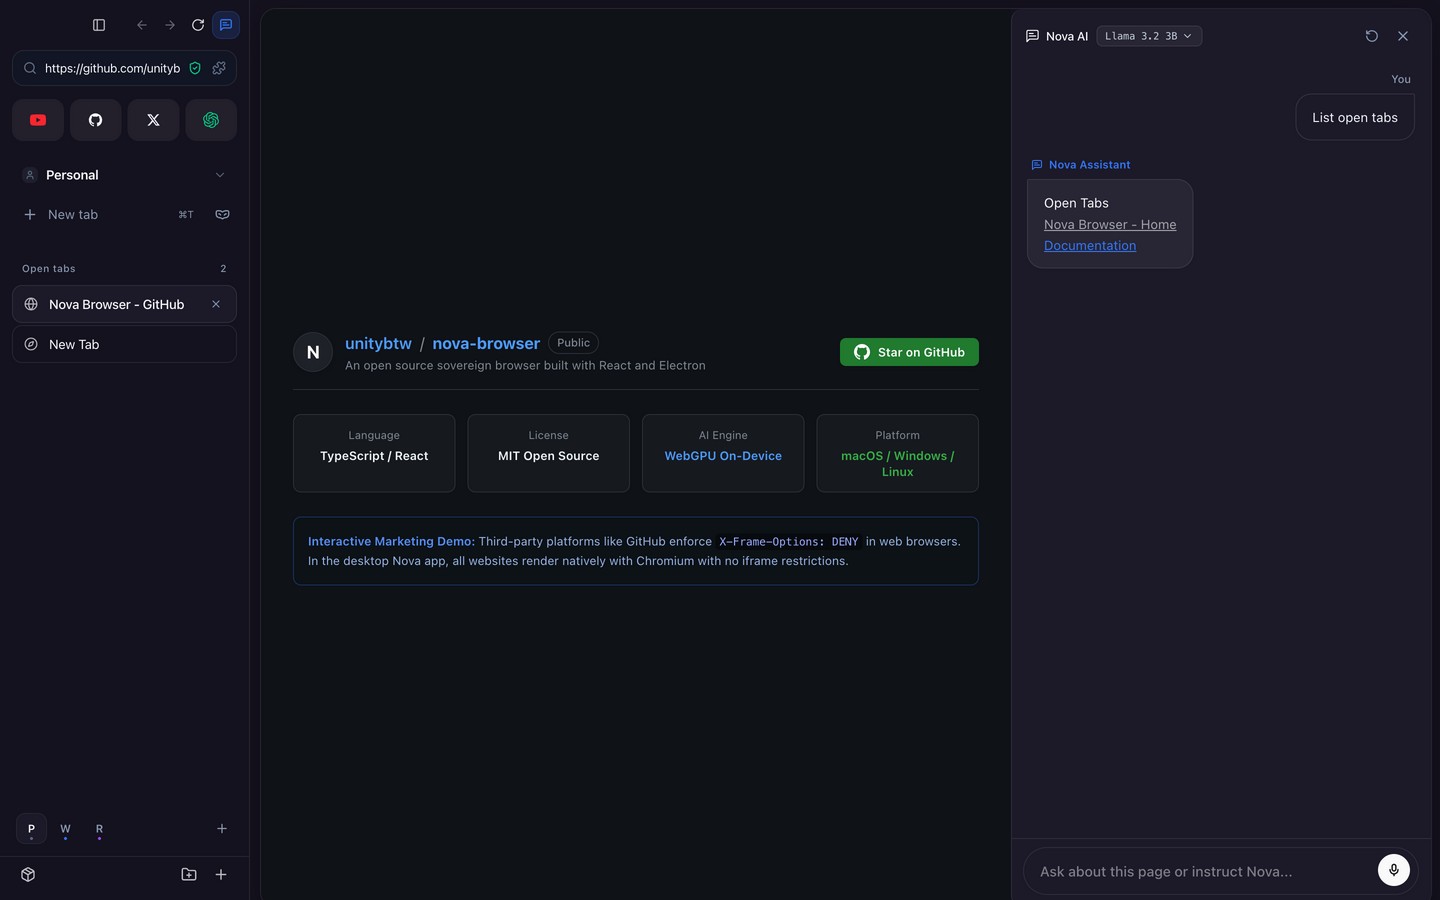 https://github.com/unityb
Personal
New tab ⌘T
Open tabs 2
Nova Browser - GitHub
New Tab
P W R
N
unitybtw / nova-browser Public
An open source sovereign browser built with React and Electron
Star on GitHub
Language
TypeScript / React
License
MIT Open Source
AI Engine
WebGPU On-Device
Platform
macOS / Windows /
Linux
Interactive Marketing Demo: Third-party platforms like GitHub enforce X-Frame-Options: DENY in web browsers.
In the desktop Nova app, all websites render natively with Chromium with no iframe restrictions.
Nova AI Llama 3.2 3B
You
List open tabs
Nova Assistant
Open Tabs
Nova Browser - Home
Documentation
Ask about this page or instruct Nova...